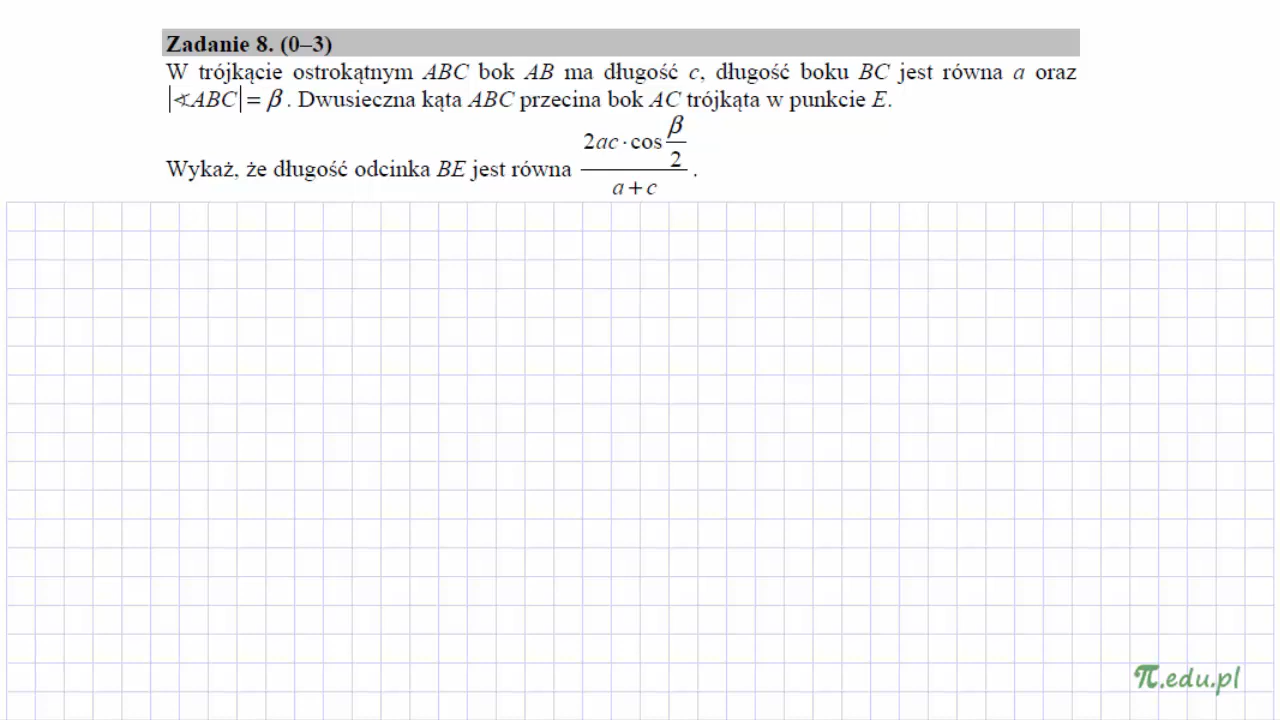 Zadanie 8. (0–3)
W trójkącie ostrokątnym ABC bok AB ma długość c, długość boku BC jest równa a oraz
|∢ABC| = β. Dwusieczna kąta ABC przecina bok AC trójkąta w punkcie E.
Wykaż, że długość odcinka BE jest równa \frac{2ac·cos\frac{β}{2}}{a+c}.
π.edu.pl